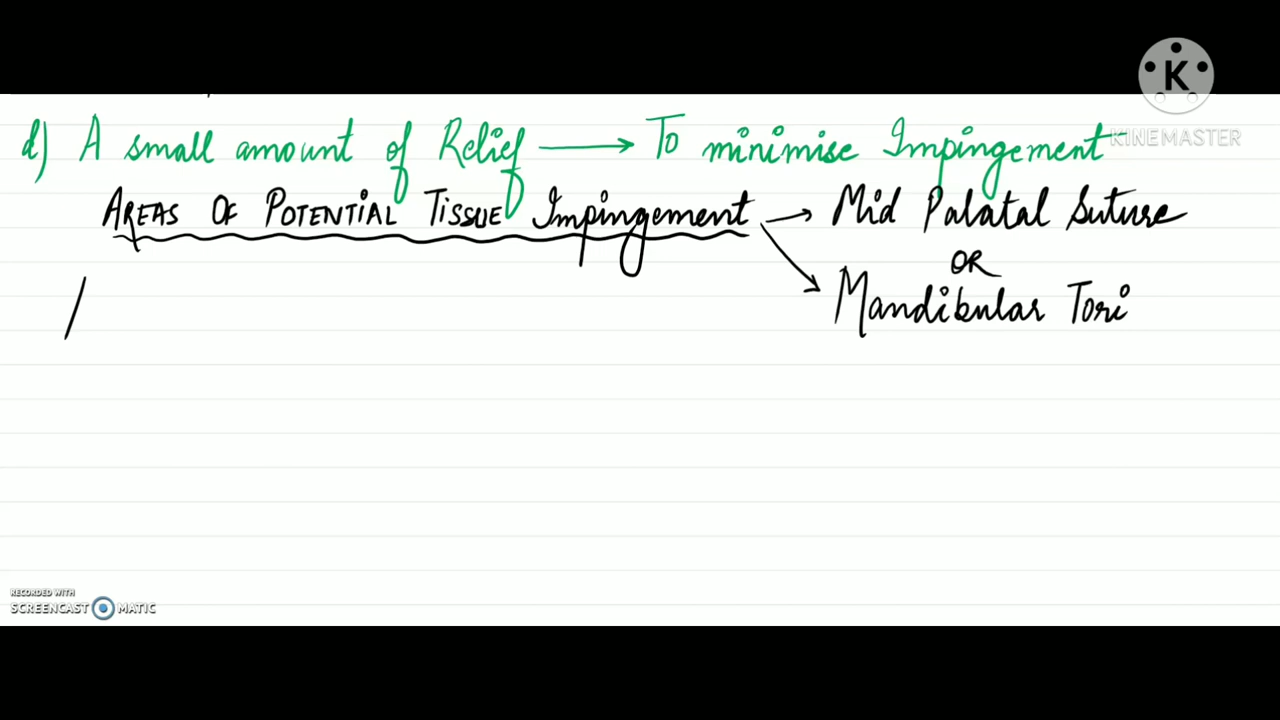 K
KINEMASTER
d) A small amount of Relief → To minimise Impingement
AREAS OF POTENTIAL TISSUE Impingement → Mid Palatal Suture
OR
Mandibular Tori
RECORDED WITH
SCREENCAST MATIC